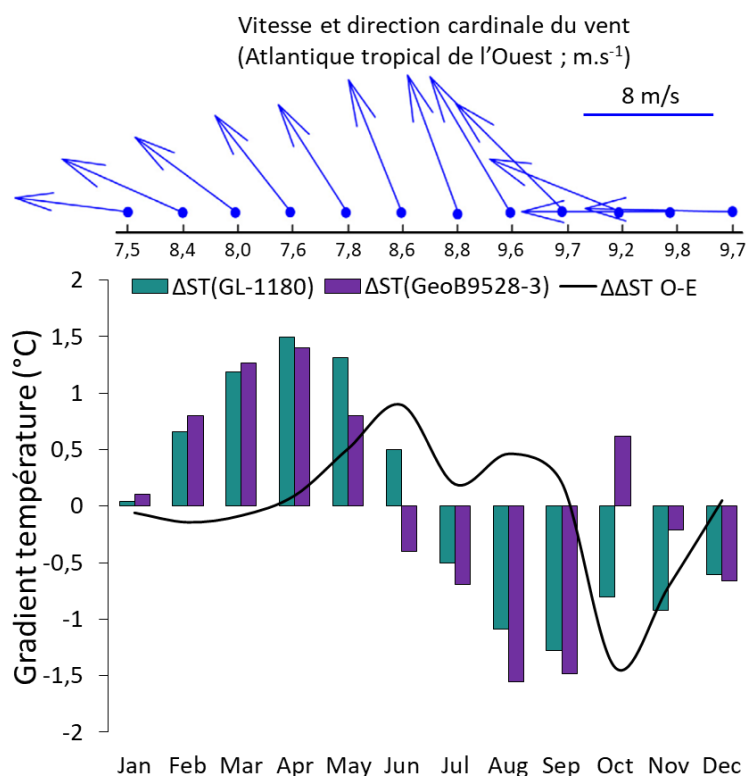 Vitesse et direction cardinale du vent
(Atlantique tropical de l’Ouest ; m.s⁻¹)
8 m/s
7,5 8,4 8,0 7,6 7,8 8,6 8,8 9,6 9,7 9,2 9,8 9,7
ΔST(GL-1180) ΔST(GeoB9528-3) ΔΔST O-E
Gradient température (°C)
2
1,5
1
0,5
0
-0,5
-1
-1,5
-2
Jan Feb Mar Apr May Jun Jul Aug Sep Oct Nov Dec